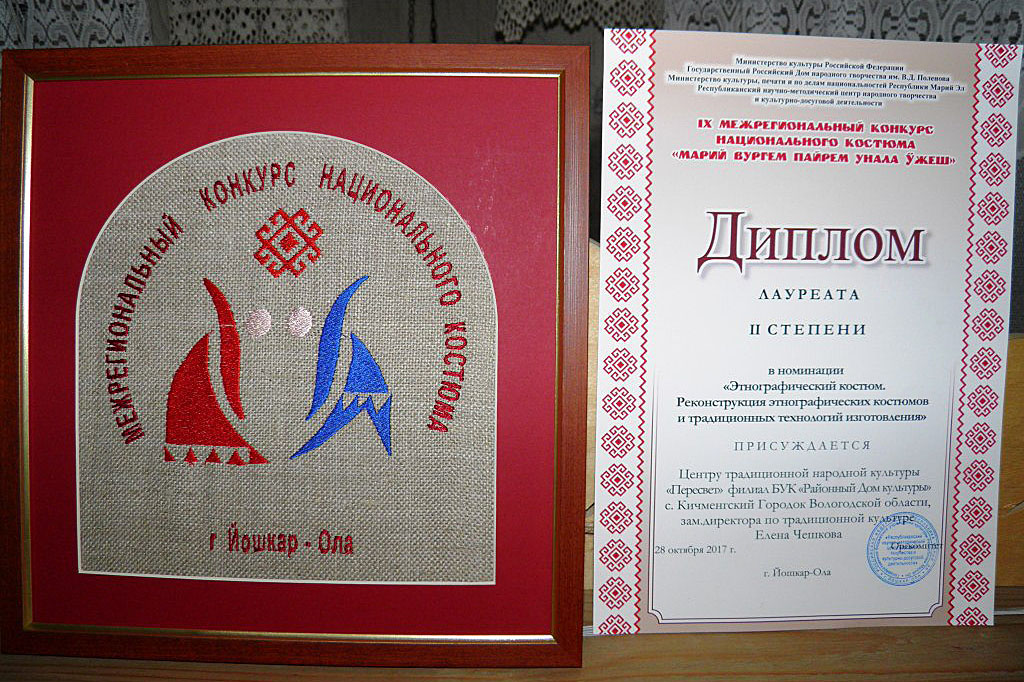 МЕЖРЕГИОНАЛЬНЫЙ КОНКУРС НАЦИОНАЛЬНОГО КОСТЮМА
г Йошкар - Ола
Министерство культуры Российской Федерации
Государственный Российский Дом народного творчества им. В.Д. Поленова
Министерство культуры, печати и по делам национальностей Республики Марий Эл
Республиканский научно-методический центр народного творчества
и культурно-досуговой деятельности
IX МЕЖРЕГИОНАЛЬНЫЙ КОНКУРС
НАЦИОНАЛЬНОГО КОСТЮМА
«МАРИЙ ВУРГЕМ ПАЙРЕМ УНАЛА ӰЖЕШ»
Диплом
ЛАУРЕАТА
II СТЕПЕНИ
в номинации
«Этнографический костюм.
Реконструкция этнографических костюмов
и традиционных технологий изготовления»
ПРИСУЖДАЕТСЯ
Центру традиционной народной культуры
«Пересвет» филиал БУК «Районный Дом культуры»
с. Кичменгский Городок Вологодской области,
зам.директора по традиционной культуре
Елена Чешкова
28 октября 2017 г.
Оргкомитет
г. Йошкар-Ола